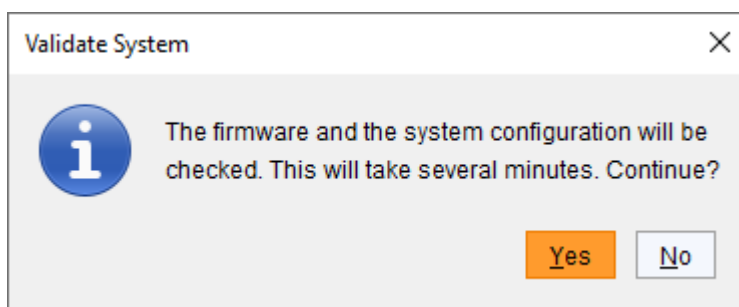 Validate System
The firmware and the system configuration will be
checked. This will take several minutes. Continue?
Yes No